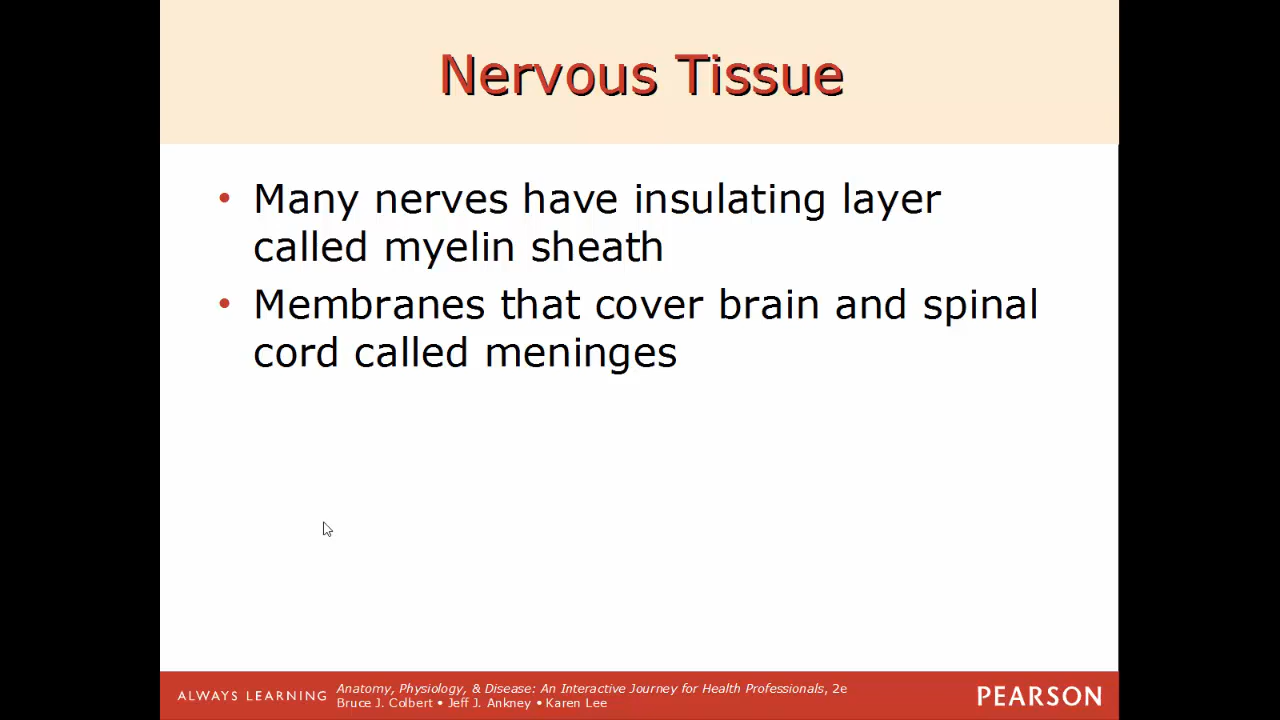 Nervous Tissue
• Many nerves have insulating layer
called myelin sheath
• Membranes that cover brain and spinal
cord called meninges
ALWAYS LEARNING
Anatomy, Physiology, & Disease: An Interactive Journey for Health Professionals, 2e
Bruce J. Colbert • Jeff J. Ankney • Karen Lee
PEARSON